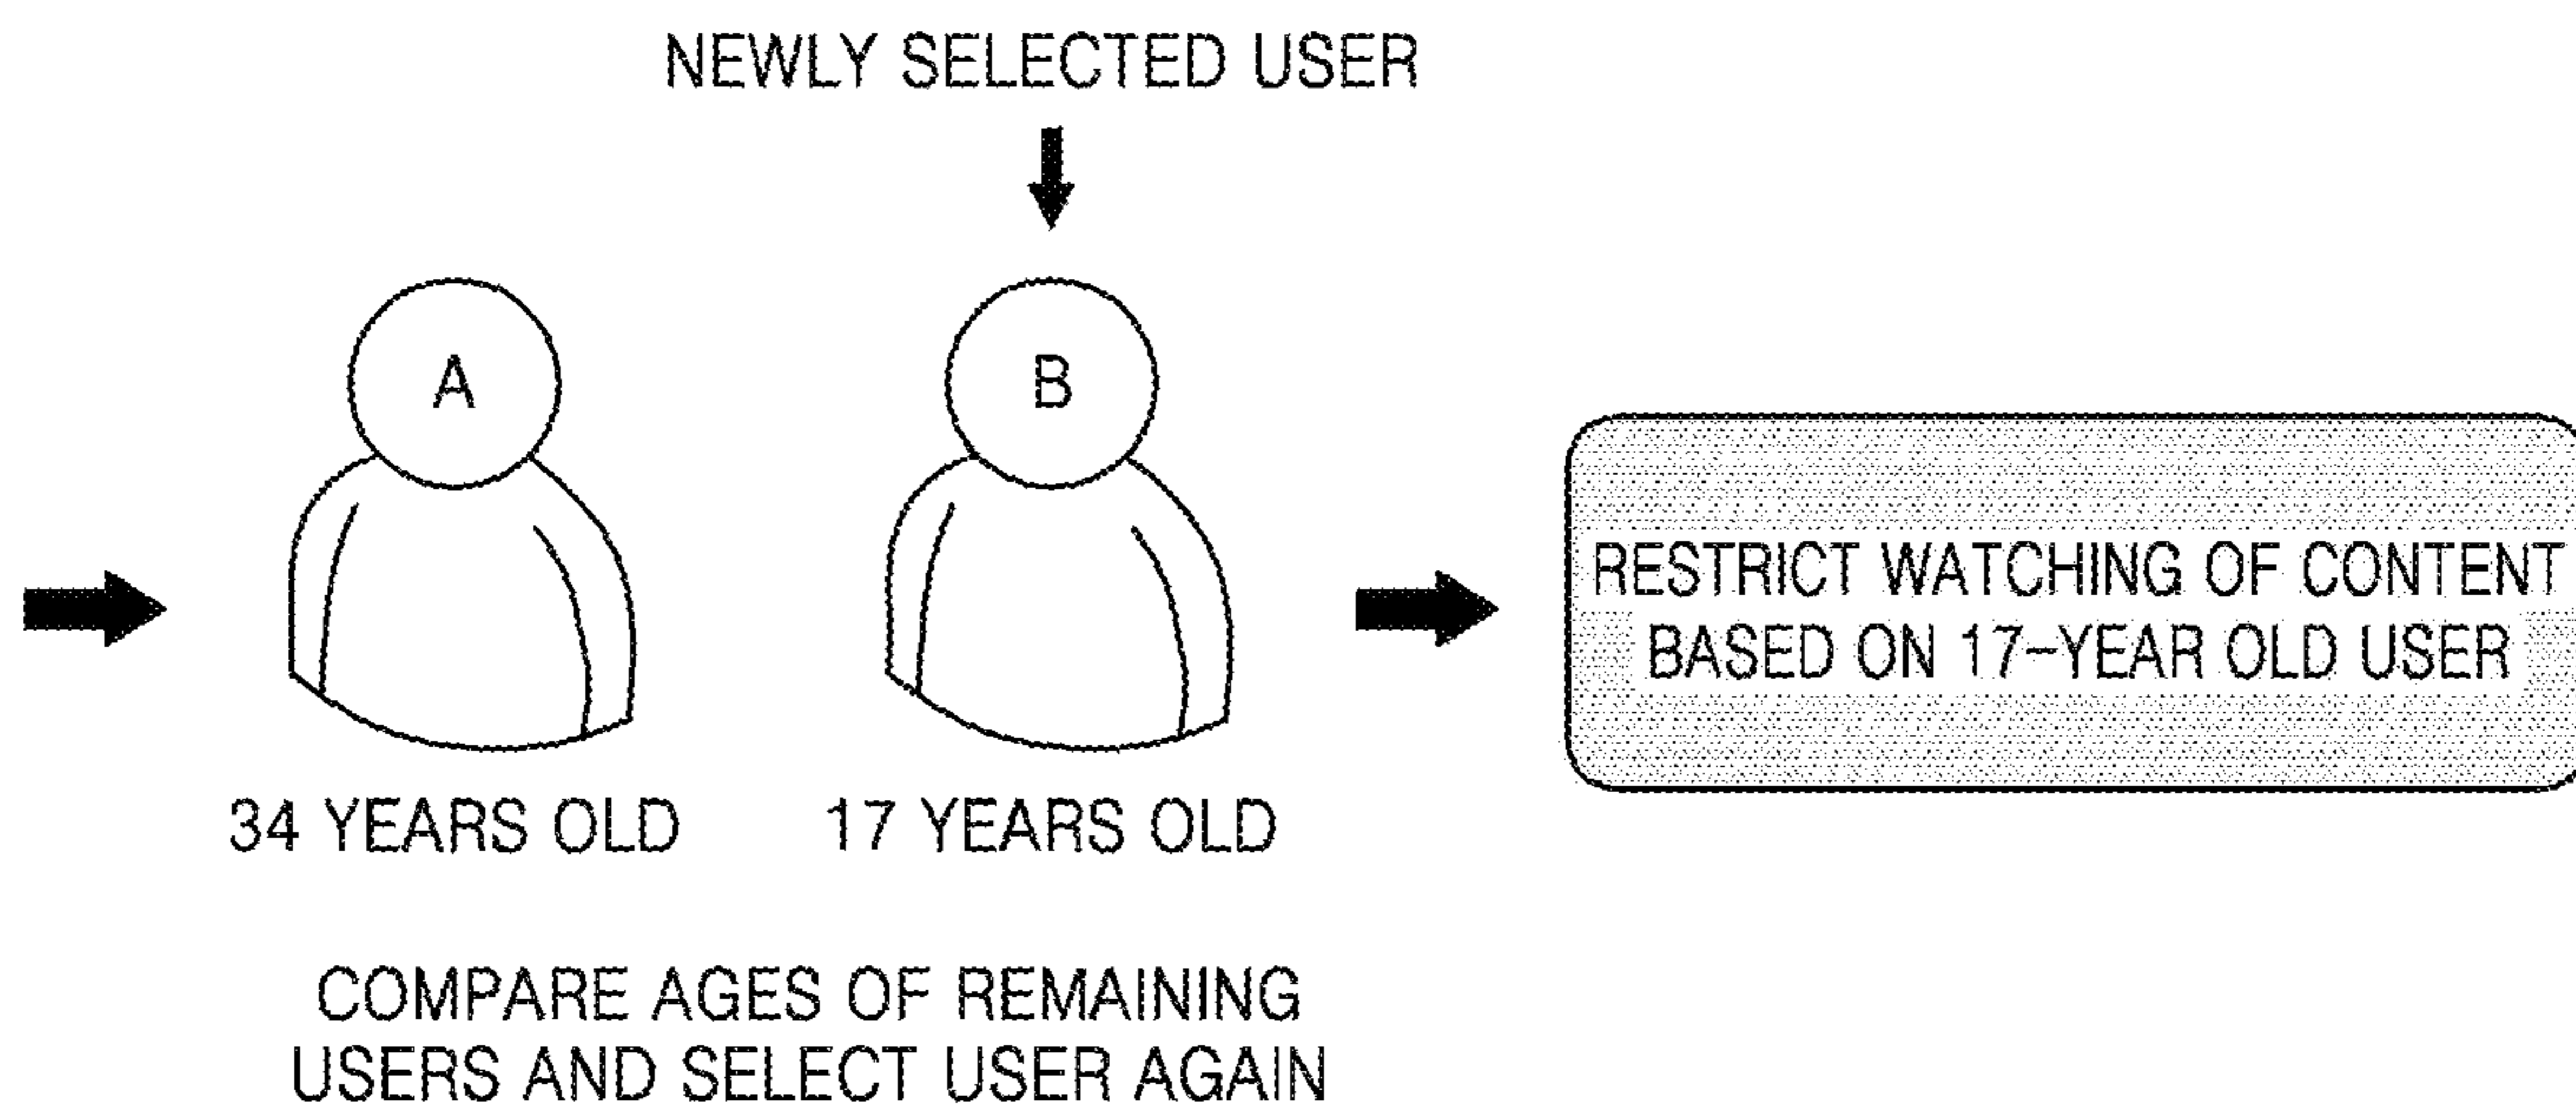 NEWLY SELECTED USER
A
B
34 YEARS OLD
17 YEARS OLD
RESTRICT WATCHING OF CONTENT
BASED ON 17-YEAR OLD USER
COMPARE AGES OF REMAINING
USERS AND SELECT USER AGAIN